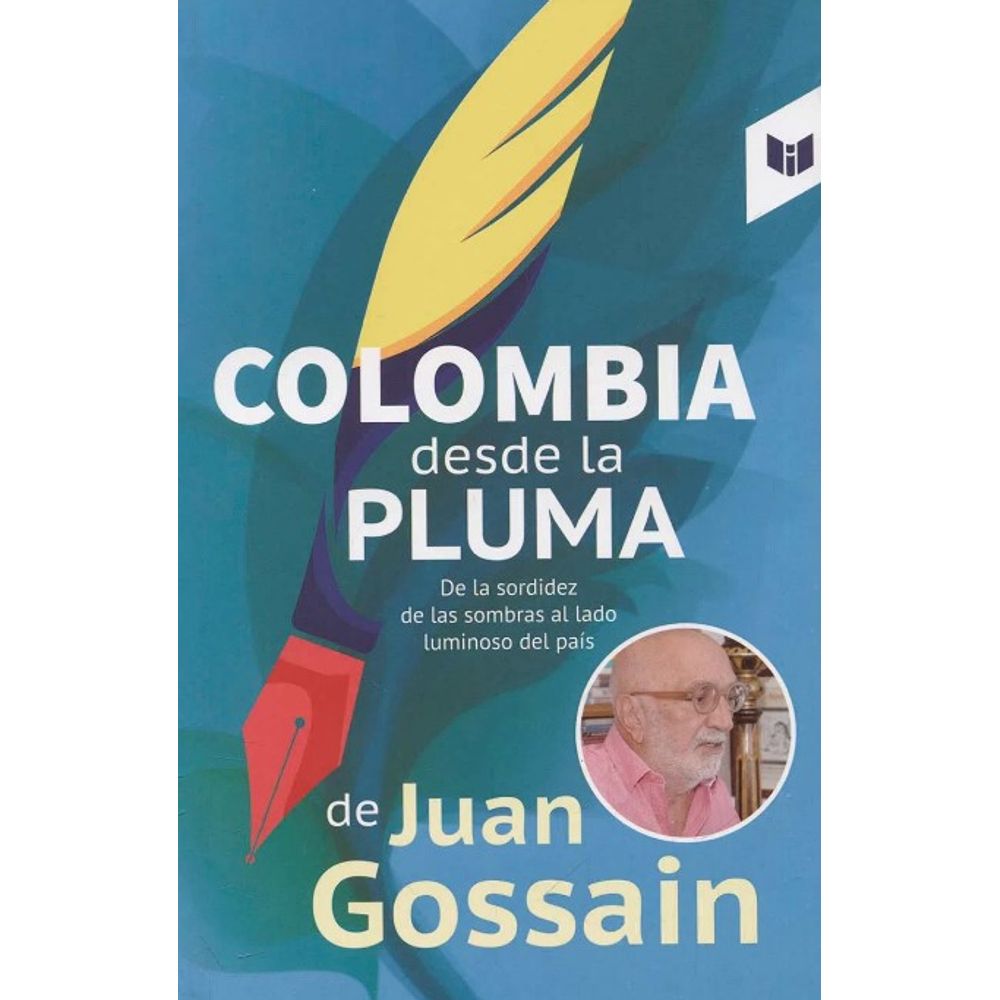 COLOMBIA
desde la
PLUMA
De la sordidez
de las sombras al lado
luminoso del país
de Juan
Gossain